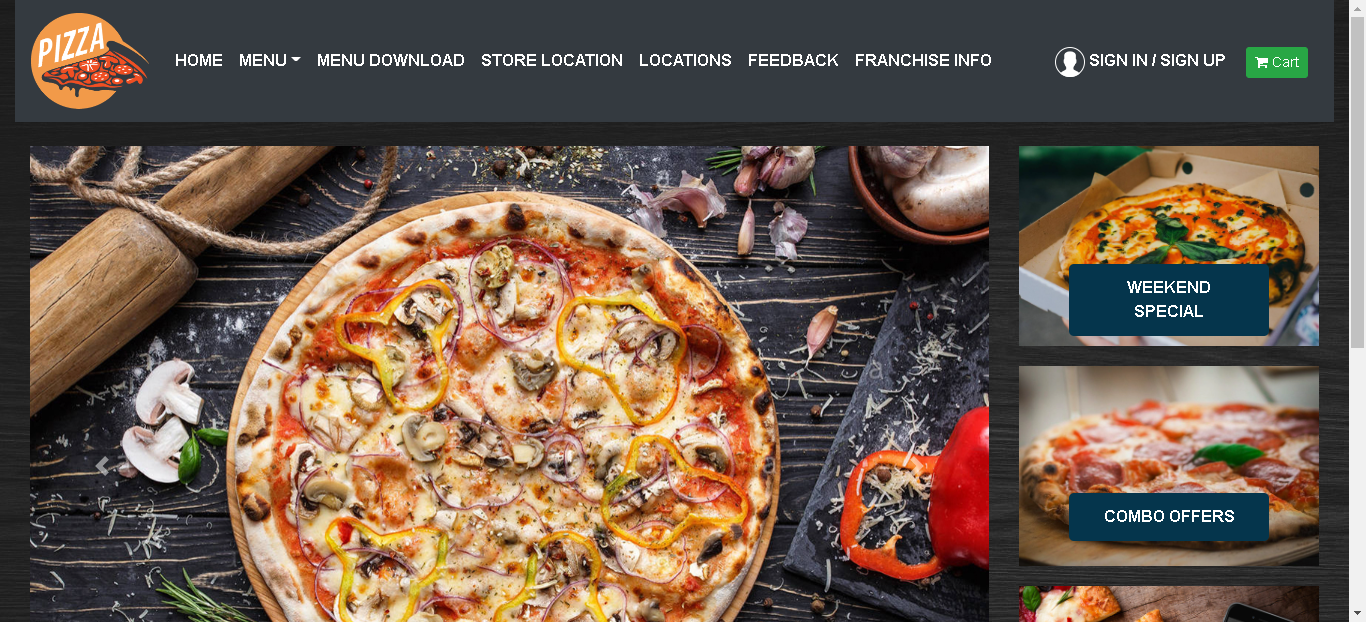 PIZZA
HOME MENU MENU DOWNLOAD STORE LOCATION LOCATIONS FEEDBACK FRANCHISE INFO SIGN IN / SIGN UP Cart
WEEKEND
SPECIAL
COMBO OFFERS